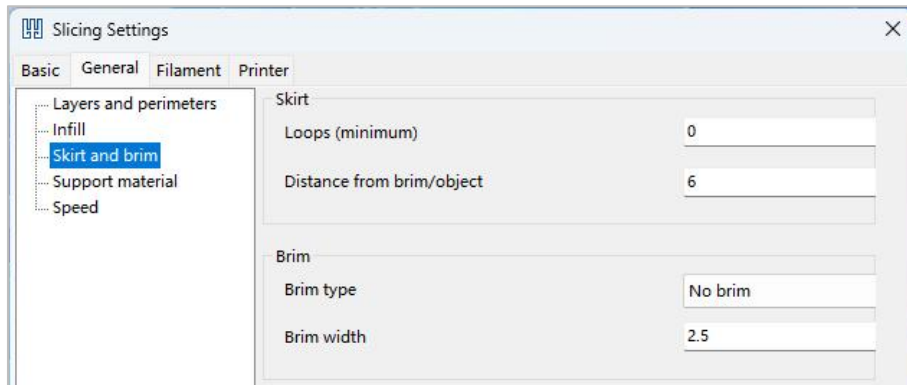 Slicing Settings
Basic General Filament Printer
Layers and perimeters
Infill
Skirt and brim
Support material
Speed
Skirt
Loops (minimum) 0
Distance from brim/object 6
Brim
Brim type No brim
Brim width 2.5